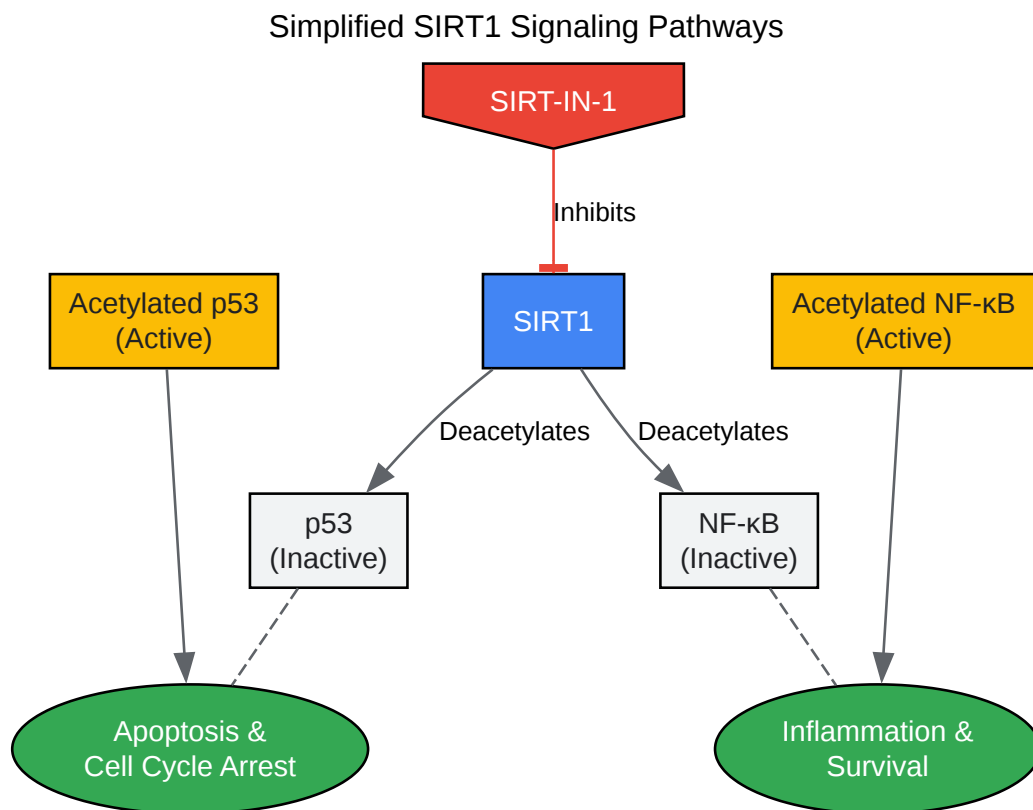 Simplified SIRT1 Signaling Pathways
SIRT-IN-1
Inhibits
Acetylated p53
(Active)
SIRT1
Acetylated NF-κB
(Active)
Deacetylates
Deacetylates
p53
(Inactive)
NF-κB
(Inactive)
Apoptosis &
Cell Cycle Arrest
Inflammation &
Survival